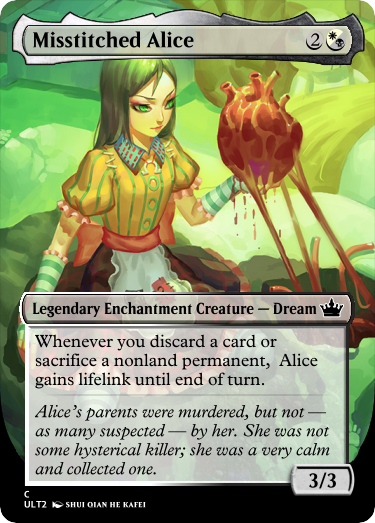 Misstitched Alice 2
Legendary Enchantment Creature — Dream
Whenever you discard a card or
sacrifice a nonland permanent,  Alice
gains lifelink until end of turn.
Alice's parents were murdered, but not —
as many suspected — by her. She was not
some hysterical killer; she was a very calm
and collected one.
3/3
C
ULT2 SHUI QIAN HE KAFEI